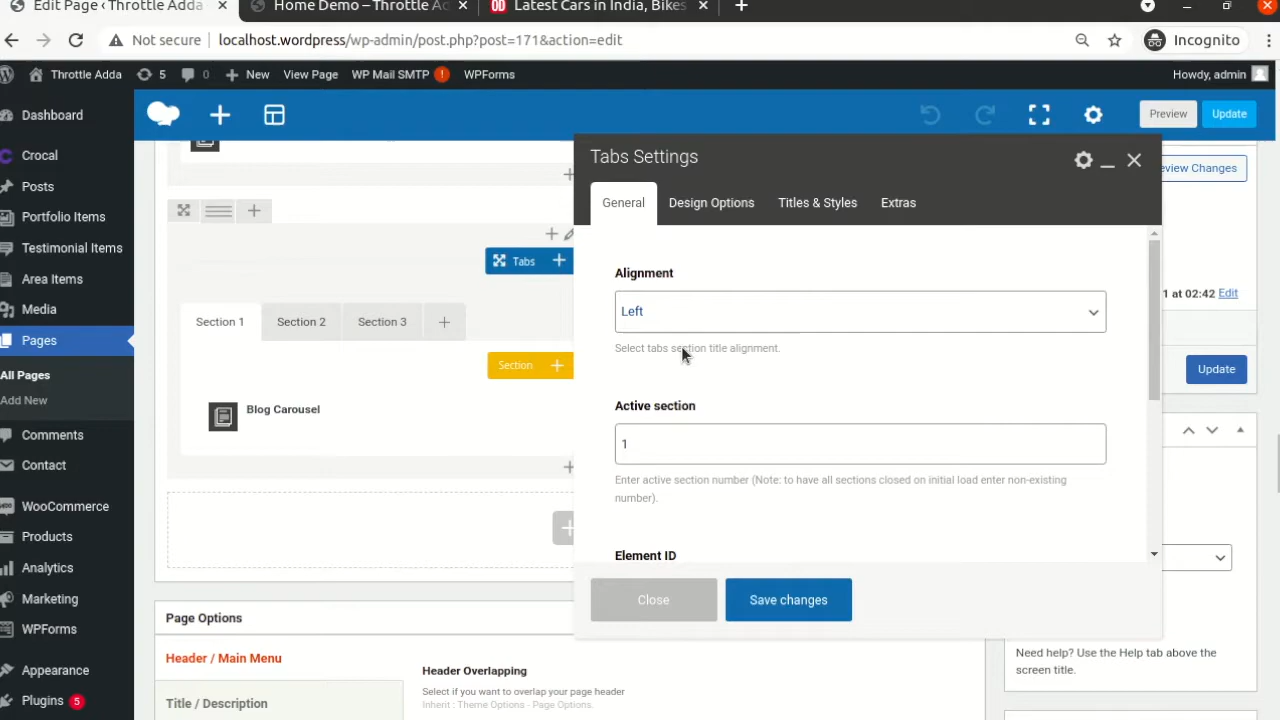 Edit Page ‹ Throttle Adda
Home Demo – Throttle Ad
Latest Cars in India, Bikes
Not secure
localhost.wordpress/wp-admin/post.php?post=171&action=edit
Incognito
Throttle Adda
5
0
New
View Page
WP Mail SMTP
!
WPForms
Howdy, admin
Dashboard
Crocal
Posts
Portfolio Items
Testimonial Items
Area Items
Media
Pages
All Pages
Add New
Comments
Contact
WooCommerce
Products
Analytics
Marketing
WPForms
Appearance
Plugins 5
Preview
Update
eview Changes
1 at 02:42 Edit
Update
Tabs
Section 1
Section 2
Section 3
Section
Blog Carousel
Tabs Settings
General
Design Options
Titles & Styles
Extras
Alignment
Left
Select tabs section title alignment.
Active section
1
Enter active section number (Note: to have all sections closed on initial load enter non-existing
number).
Element ID
Close
Save changes
Page Options
Header / Main Menu
Title / Description
Header Overlapping
Select if you want to overlap your page header
Inherit : Theme Options - Page Options.
Need help? Use the Help tab above the
screen title.